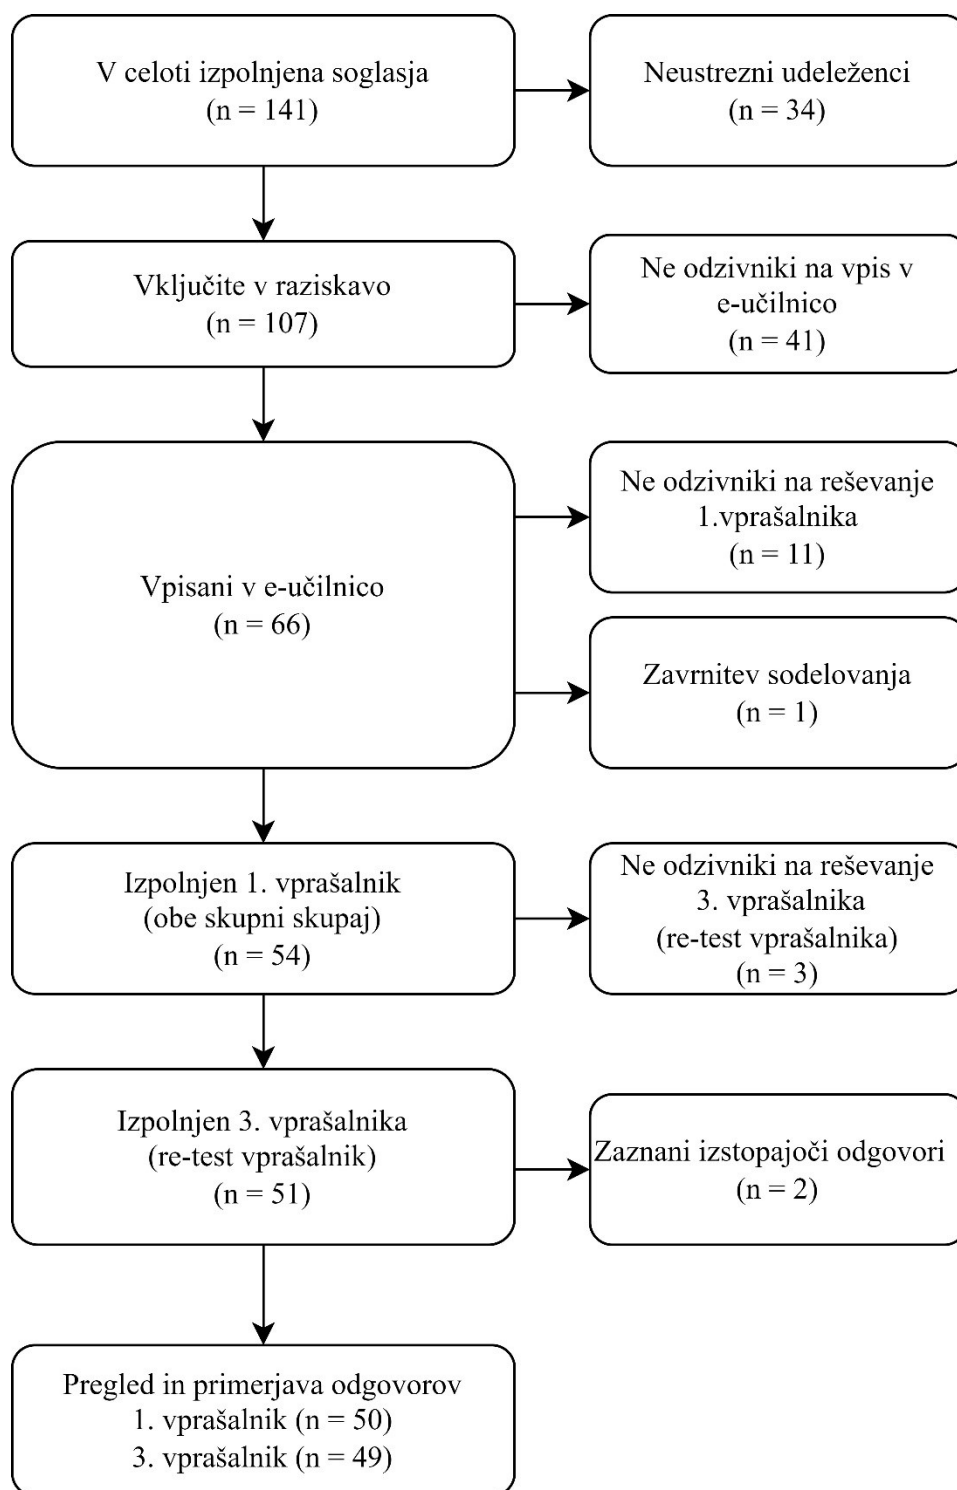 V celoti izpolnjena soglasja
(n = 141)
Neustrezni udeleženci
(n = 34)
Vključite v raziskavo
(n = 107)
Ne odzivniki na vpis v
e-učilnico
(n = 41)
Vpisani v e-učilnico
(n = 66)
Ne odzivniki na reševanje
1.vprašalnika
(n = 11)
Zavrnitev sodelovanja
(n = 1)
Izpolnjen 1. vprašalnik
(obe skupni skupaj)
(n = 54)
Ne odzivniki na reševanje
3. vprašalnika
(re-test vprašalnika)
(n = 3)
Izpolnjen 3. vprašalnika
(re-test vprašalnik)
(n = 51)
Zaznani izstopajoči odgovori
(n = 2)
Pregled in primerjava odgovorov
1. vprašalnik (n = 50)
3. vprašalnik (n = 49)